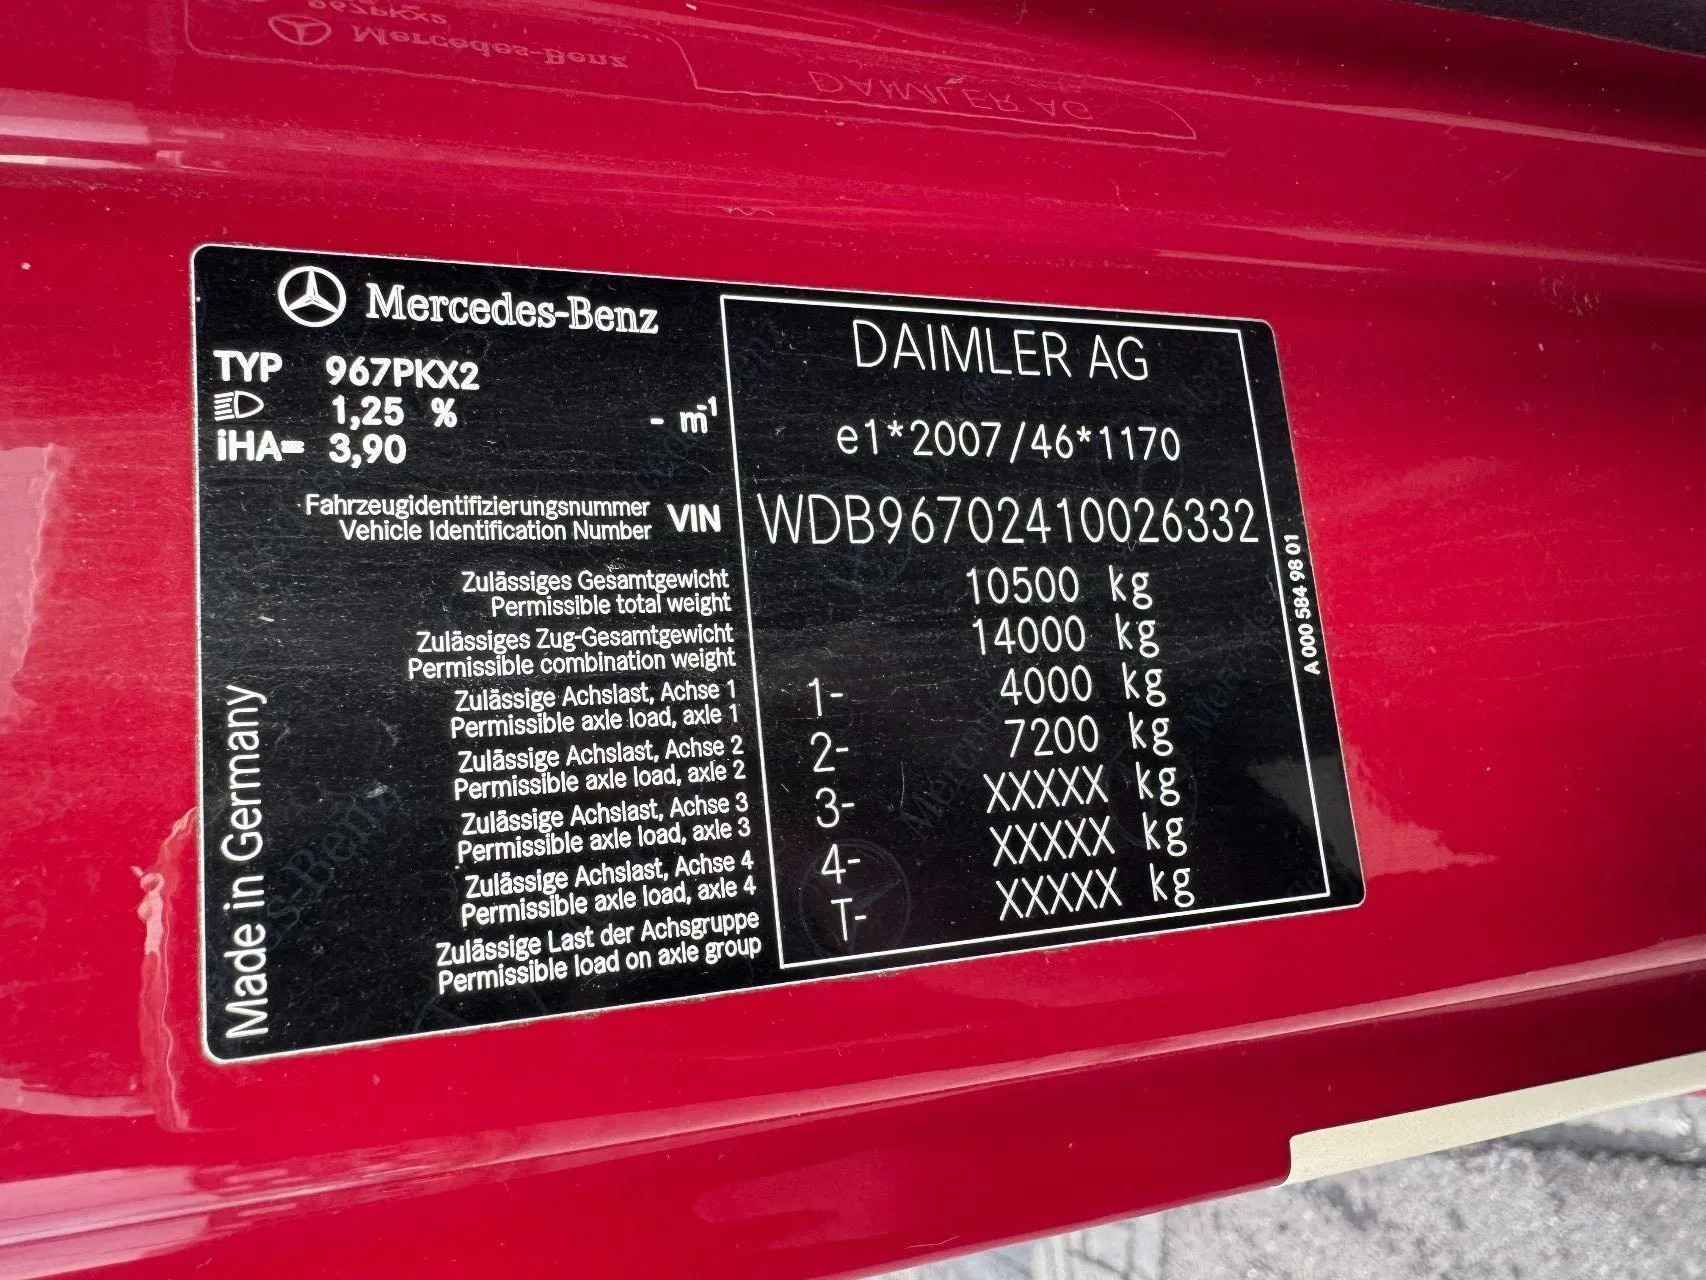 Mercedes-Benz
TYP 967PKX2
1,25 % - m-1
iHA= 3,90
DAIMLER AG
e1*2007/46*1170
Fahrzeugidentifizierungsnummer
Vehicle Identification Number VIN WDB96702410026332
Zulässiges Gesamtgewicht
Permissible total weight 10500 kg
Zulässiges Zug-Gesamtgewicht
Permissible combination weight 14000 kg
Zulässige Achslast, Achse 1
Permissible axle load, axle 1 1- 4000 kg
Zulässige Achslast, Achse 2
Permissible axle load, axle 2 2- 7200 kg
Zulässige Achslast, Achse 3
Permissible axle load, axle 3 3- XXXXX kg
Zulässige Achslast, Achse 4
Permissible axle load, axle 4 4- XXXXX kg
Zulässige Last der Achsgruppe
Permissible load on axle group T- XXXXX kg
Made in Germany
A 000 584 98 01